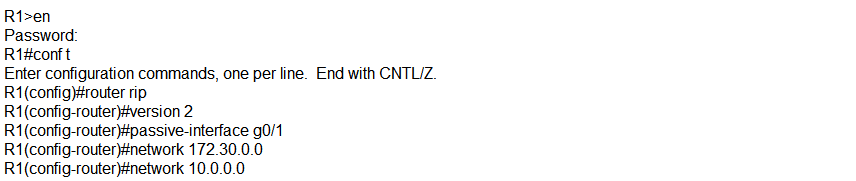 R1>en
Password:
R1#conf t
Enter configuration commands, one per line.  End with CNTL/Z.
R1(config)#router rip
R1(config-router)#version 2
R1(config-router)#passive-interface g0/1
R1(config-router)#network 172.30.0.0
R1(config-router)#network 10.0.0.0